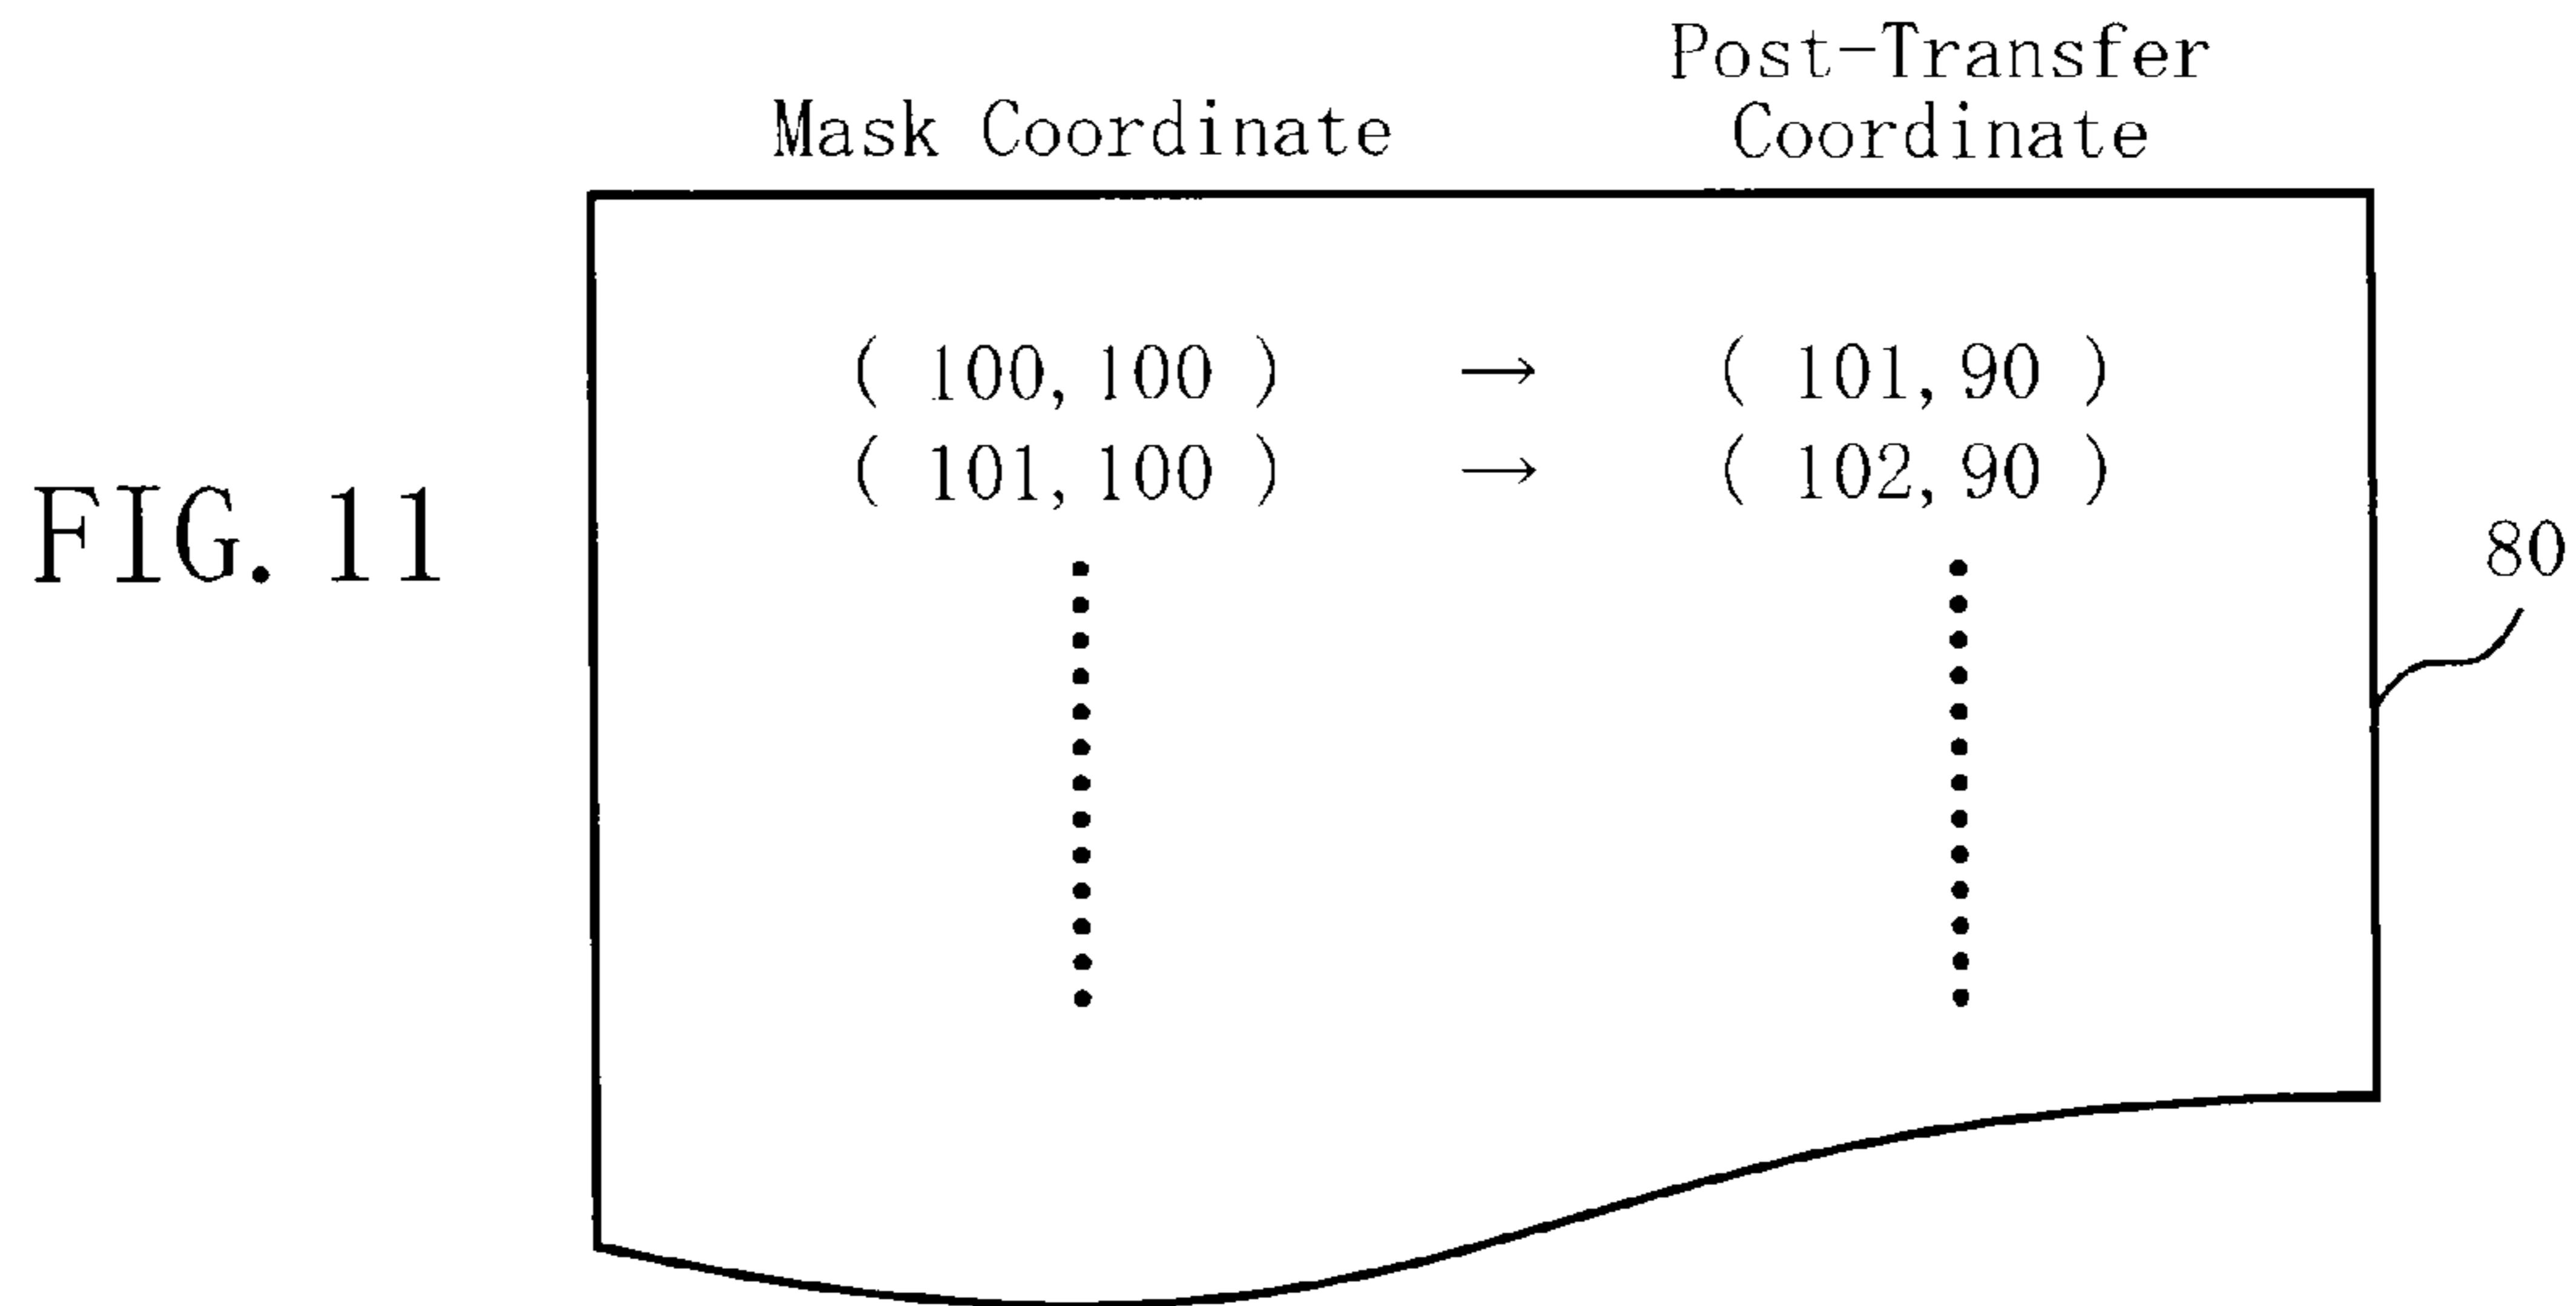 Post-Transfer
Mask Coordinate Coordinate
( 100, 100 ) → ( 101, 90 )
( 101, 100 ) → ( 102, 90 )
FIG. 11
80